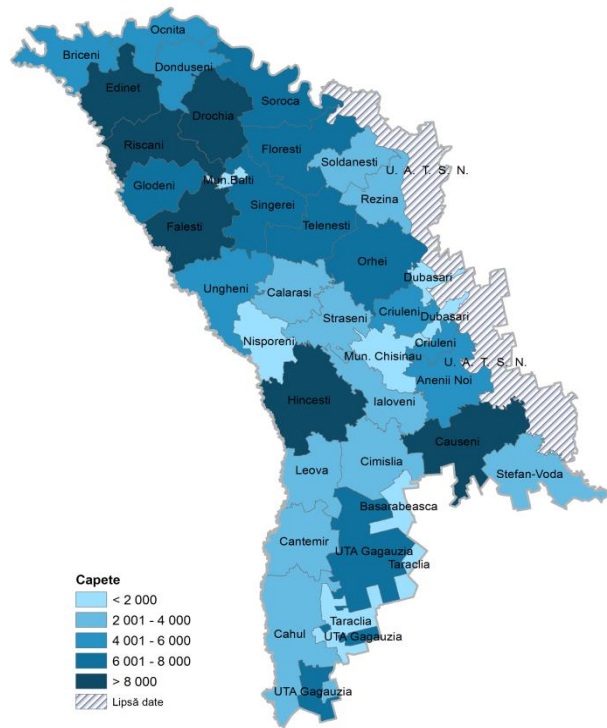 Ocnita
Briceni
Donduseni
Edinet
Soroca
Drochia
Riscani
Floresti
Soldanesti
U. A. T. S. N.
Glodeni
Mun.Balti
Rezina
Singerei
Telenesti
Falesti
Orhei
Dubasari
Ungheni
Calarasi
Criuleni
Dubasari
Straseni
Nisporeni
Mun. Chisinau
Criuleni
U. A. T. S. N.
Anenii Noi
Hincesti
Ialoveni
Causeni
Cimislia
Leova
Stefan-Voda
Basarabeasca
Cantemir
UTA Gagauzia
Taraclia
Taraclia
Cahul
UTA Gagauzia
UTA Gagauzia
Capete
< 2 000
2 001 - 4 000
4 001 - 6 000
6 001 - 8 000
> 8 000
Lipsă date